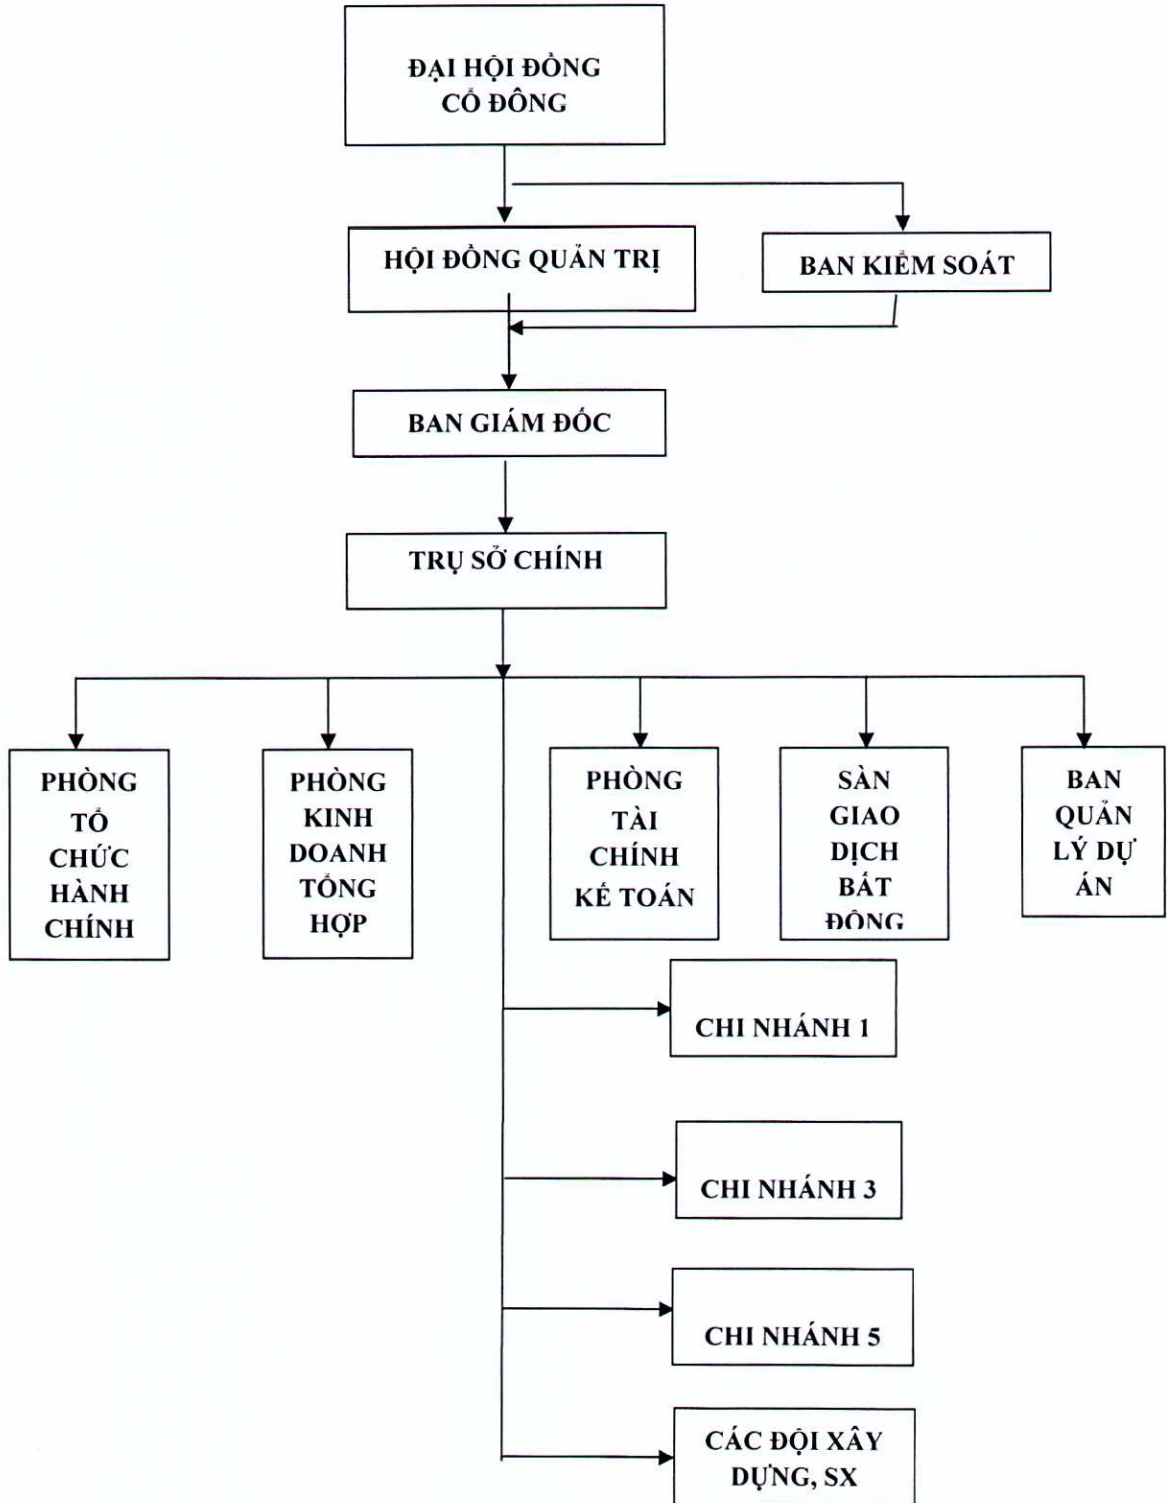 ĐẠI HỘI ĐỒNG
CỔ ĐÔNG
HỘI ĐỒNG QUẢN TRỊ
BAN KIỂM SOÁT
BAN GIÁM ĐỐC
TRỤ SỞ CHÍNH
PHÒNG
TỔ
CHỨC
HÀNH
CHÍNH
PHÒNG
KINH
DOANH
TỔNG
HỢP
PHÒNG
TÀI
CHÍNH
KẾ TOÁN
SÀN
GIAO
DỊCH
BẤT
ĐỘNG
BAN
QUẢN
LÝ DỰ
ÁN
CHI NHÁNH 1
CHI NHÁNH 3
CHI NHÁNH 5
CÁC ĐỘI XÂY
DỰNG, SX